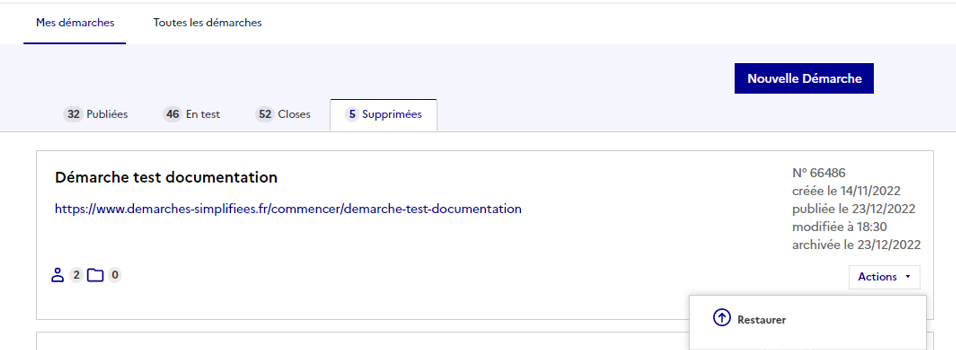 Mes démarches Toutes les démarches
Nouvelle Démarche
32 Publiées 46 En test 52 Closes 5 Supprimées
Démarche test documentation
N° 66486
créée le 14/11/2022
https://www.demarches-simplifiees.fr/commencer/demarche-test-documentation
publiée le 23/12/2022
modifiée à 18:30
archivée le 23/12/2022
2 0
Actions
Restaurer